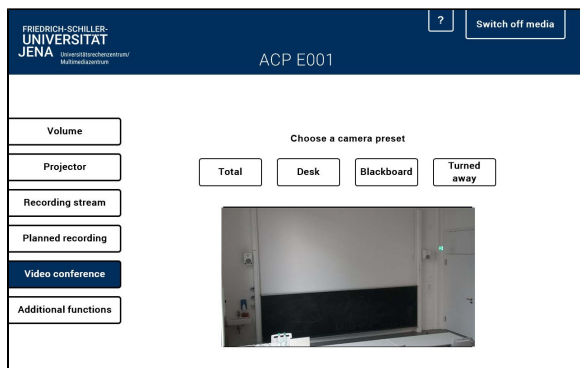 FRIEDRICH-SCHILLER-
UNIVERSITÄT
JENA Universitätsrechenzentrum/
Multimediazentrum
ACP E001
?
Switch off media
Volume
Projector
Recording stream
Planned recording
Video conference
Additional functions
Choose a camera preset
Total
Desk
Blackboard
Turned
away